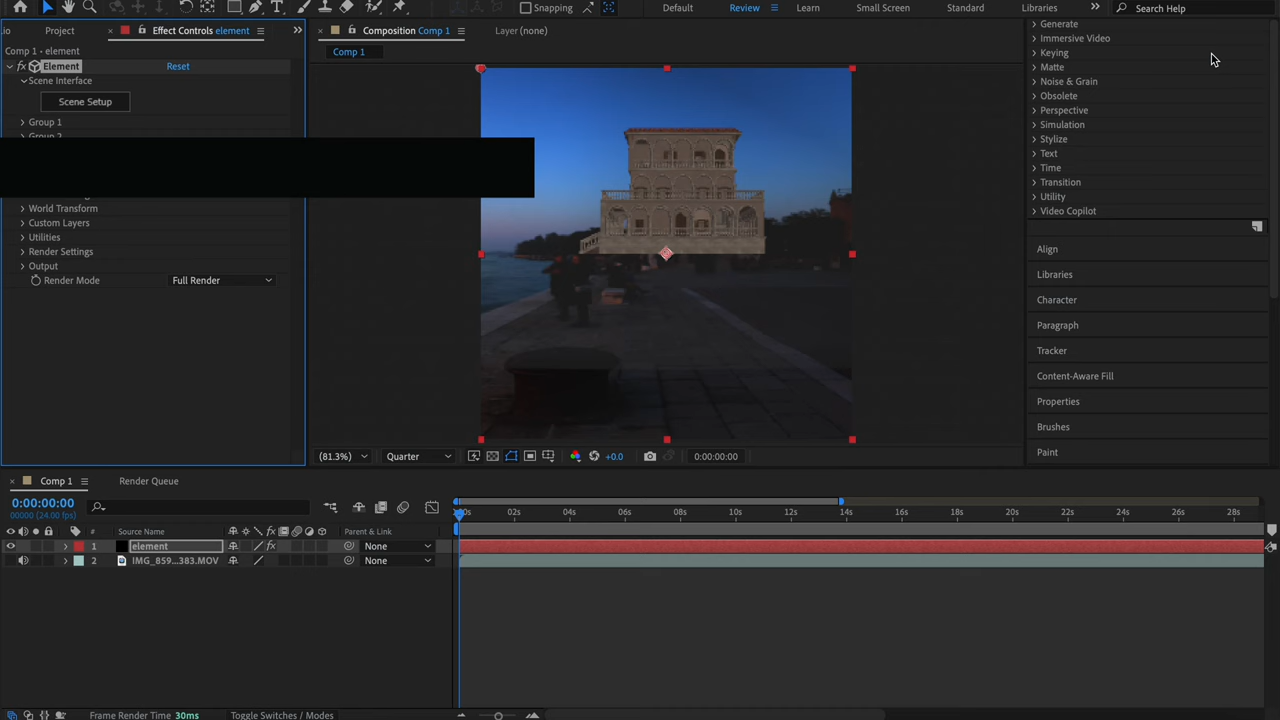 Snapping
Default
Review
Learn
Small Screen
Standard
Libraries
Search Help
Project
Effect Controls element
Composition Comp 1
Layer (none)
Comp 1 - element
Comp 1
fx Element
Reset
Scene Interface
Scene Setup
Group 1
World Transform
Custom Layers
Utilities
Render Settings
Output
Render Mode
Full Render
(81.3%)
Quarter
+0.0
0:00:00:00
Generate
Immersive Video
Keying
Matte
Noise & Grain
Obsolete
Perspective
Simulation
Stylize
Text
Time
Transition
Utility
Video Copilot
Align
Libraries
Character
Paragraph
Tracker
Content-Aware Fill
Properties
Brushes
Paint
Comp 1
Render Queue
0:00:00:00
00000 (24.00 fps)
# Source Name
fx
Parent & Link
02s 04s 06s 08s 10s 12s 14s 16s 18s 20s 22s 24s 26s 28s
1 element
fx
None
2 IMG_859...383.MOV
None
Frame Render Time 30ms
Toggle Switches / Modes